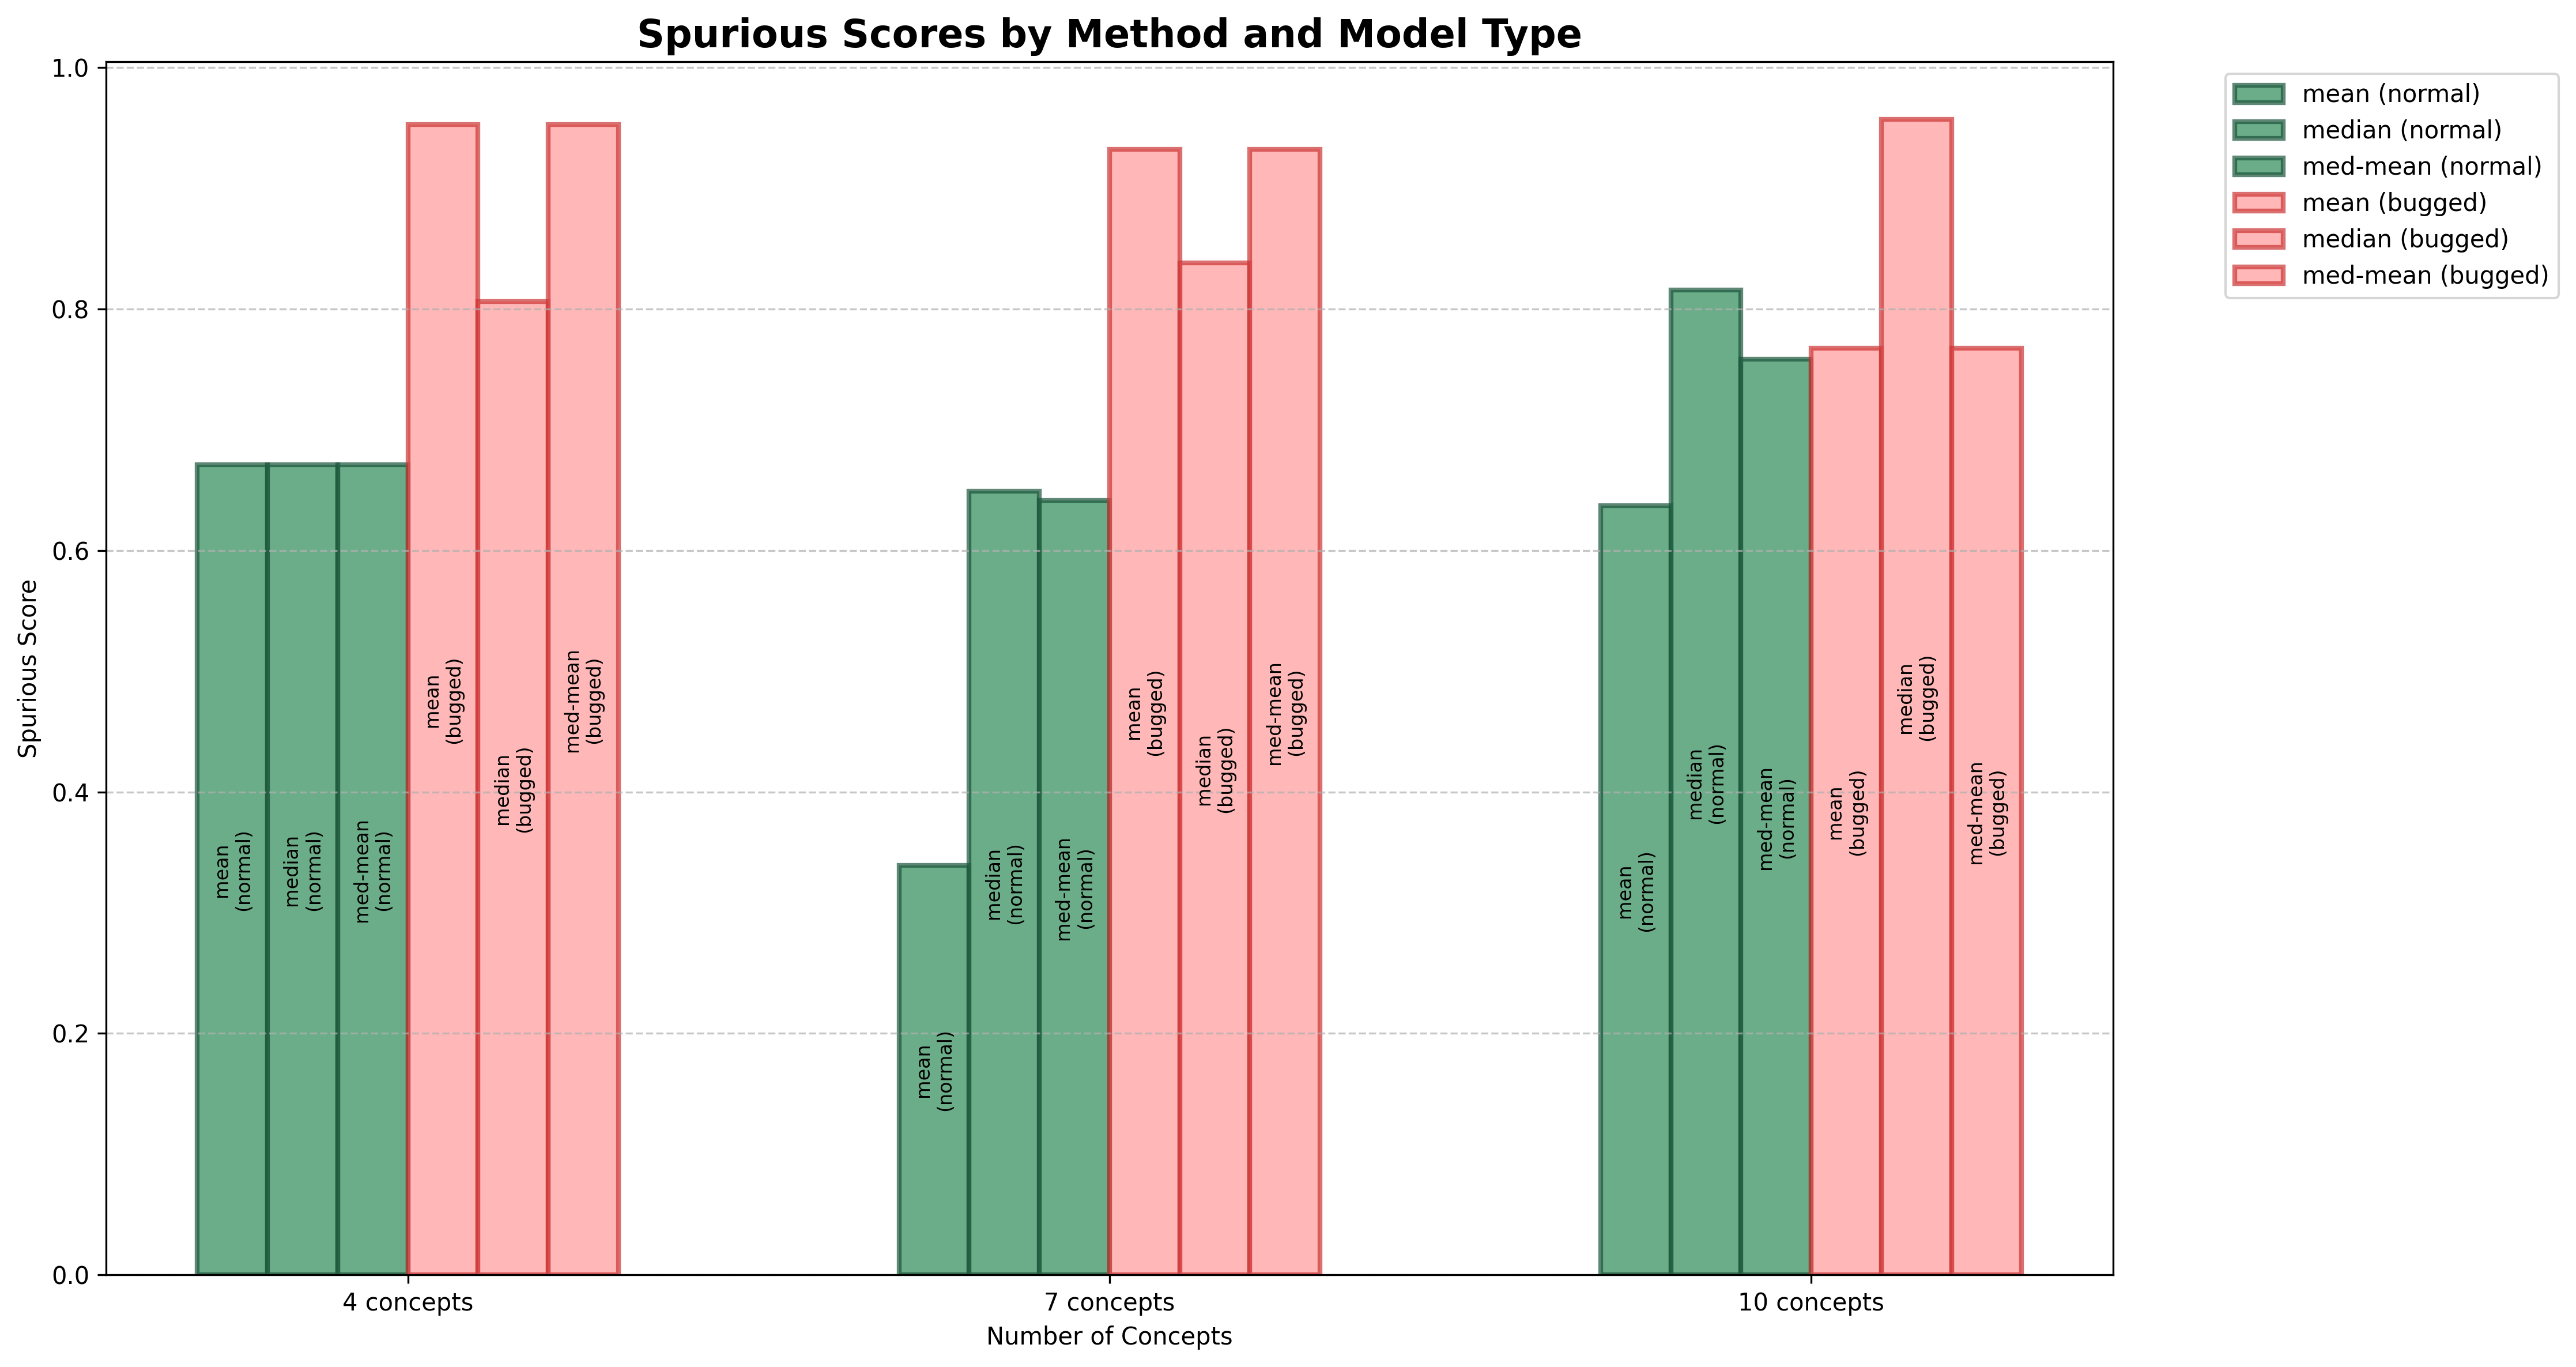 Spurious Scores by Method and Model Type
1.0
0.8
0.6
0.4
0.2
0.0
Spurious Score
mean
(normal)
median
(normal)
med-mean
(normal)
mean
(bugged)
median
(bugged)
med-mean
(bugged)
mean
(normal)
median
(normal)
med-mean
(normal)
mean
(bugged)
median
(bugged)
med-mean
(bugged)
mean
(normal)
median
(normal)
med-mean
(normal)
mean
(bugged)
median
(bugged)
med-mean
(bugged)
4 concepts
7 concepts
10 concepts
Number of Concepts
mean (normal)
median (normal)
med-mean (normal)
mean (bugged)
median (bugged)
med-mean (bugged)